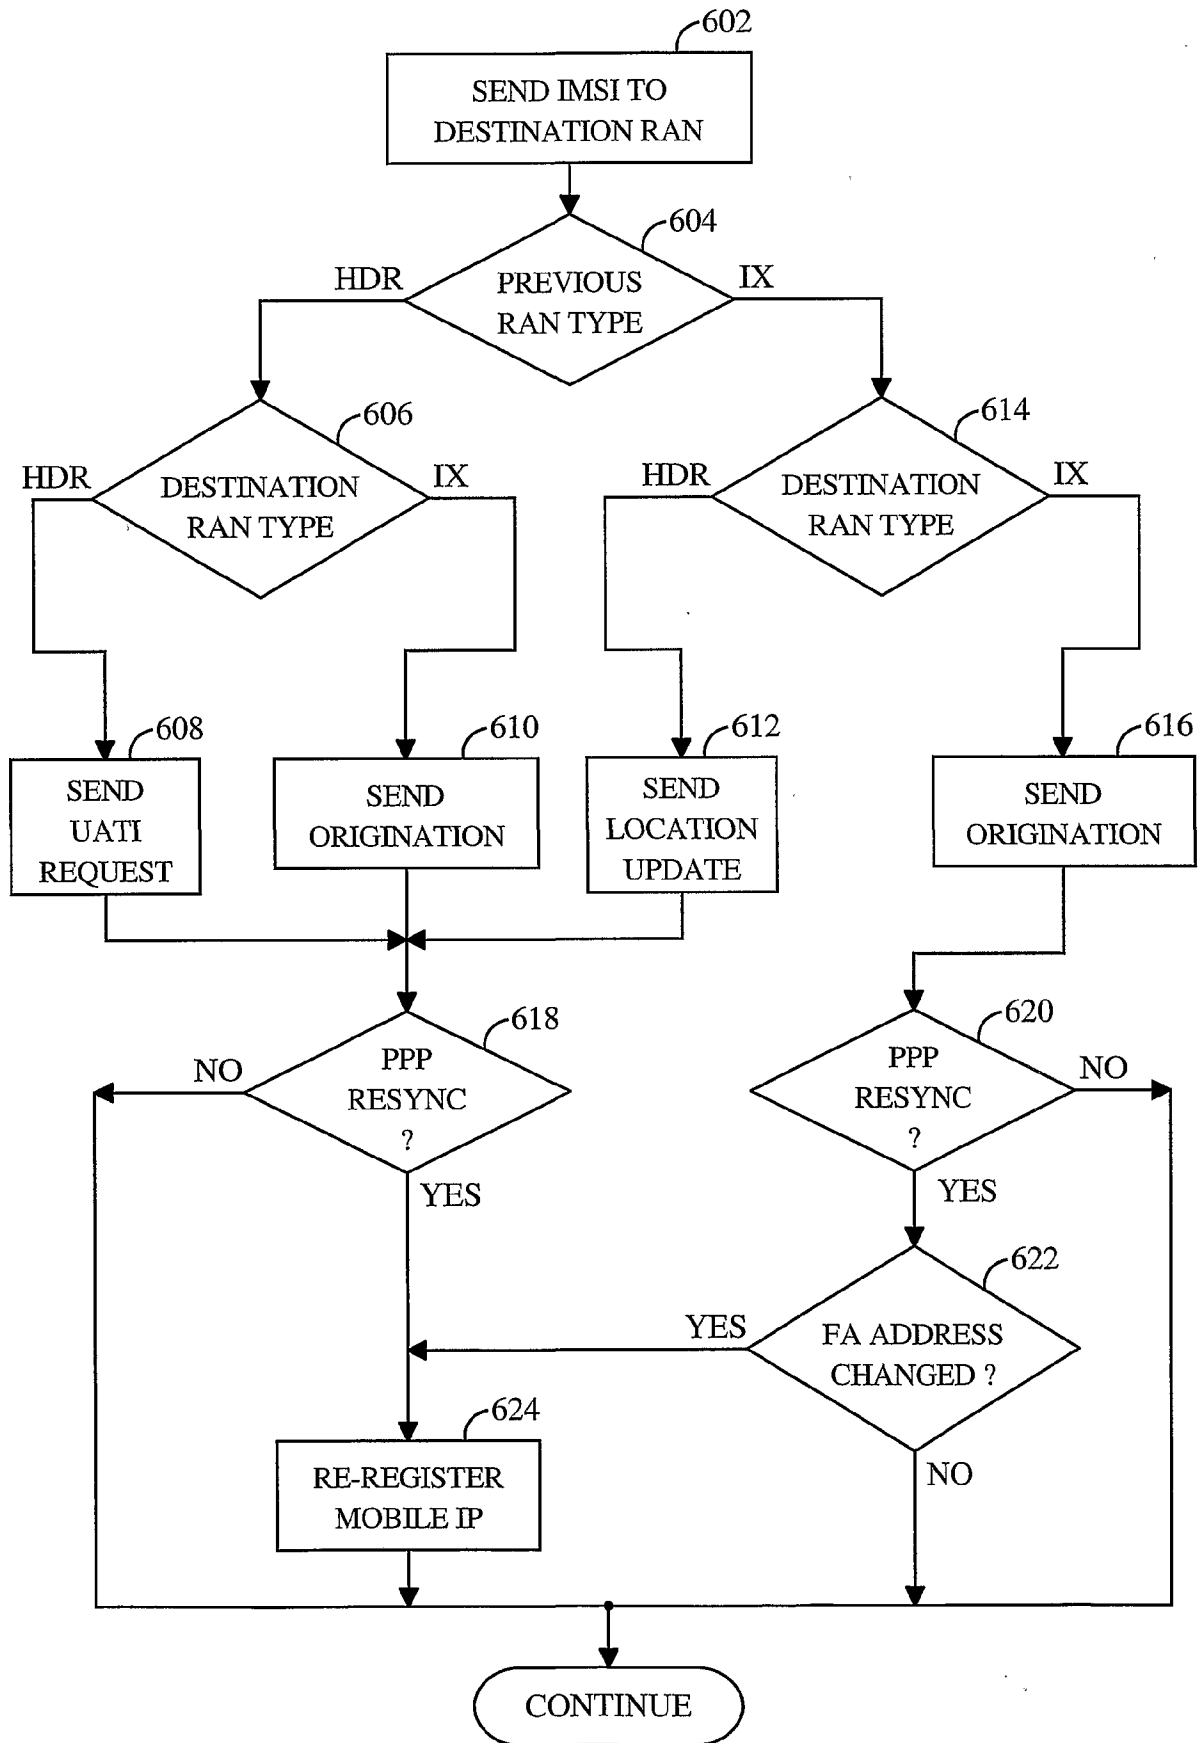 602
SEND IMSI TO
DESTINATION RAN
604
HDR
PREVIOUS
RAN TYPE
IX
606
HDR
DESTINATION
RAN TYPE
IX
614
HDR
DESTINATION
RAN TYPE
IX
608
SEND
UATI
REQUEST
610
SEND
ORIGINATION
612
SEND
LOCATION
UPDATE
616
SEND
ORIGINATION
618
NO
PPP
RESYNC
?
YES
620
PPP
RESYNC
?
NO
YES
622
YES
FA ADDRESS
CHANGED ?
NO
624
RE-REGISTER
MOBILE IP
CONTINUE